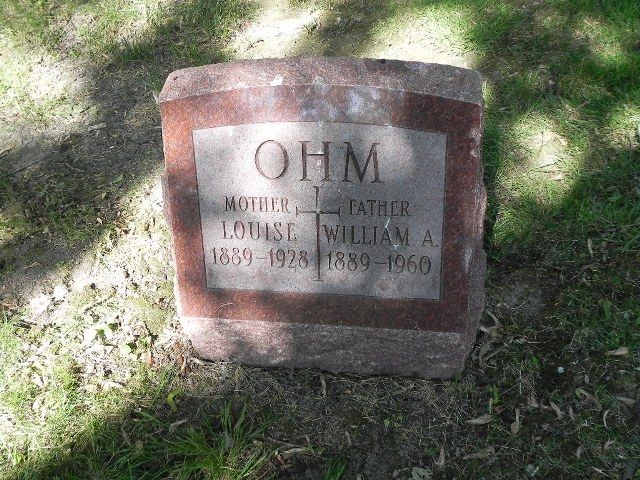 OHM
MOTHER FATHER
LOUISE WILLIAM A.
1889-1928 1889-1960